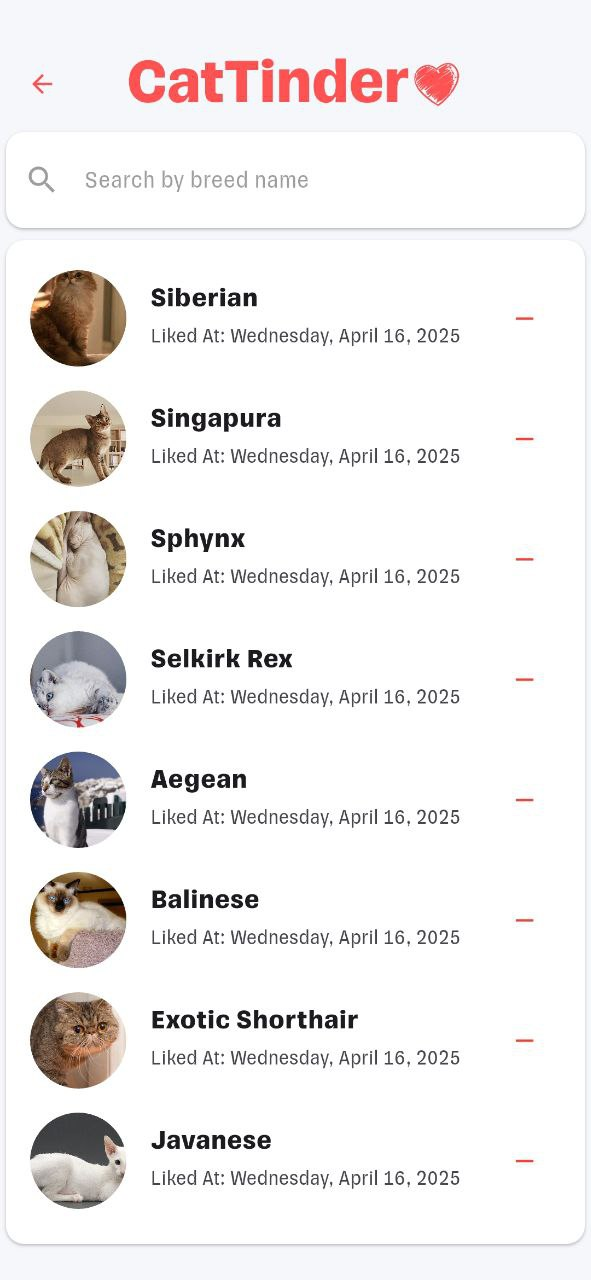 CatTinder
Search by breed name
Siberian
Liked At: Wednesday, April 16, 2025
Singapura
Liked At: Wednesday, April 16, 2025
Sphynx
Liked At: Wednesday, April 16, 2025
Selkirk Rex
Liked At: Wednesday, April 16, 2025
Aegean
Liked At: Wednesday, April 16, 2025
Balinese
Liked At: Wednesday, April 16, 2025
Exotic Shorthair
Liked At: Wednesday, April 16, 2025
Javanese
Liked At: Wednesday, April 16, 2025